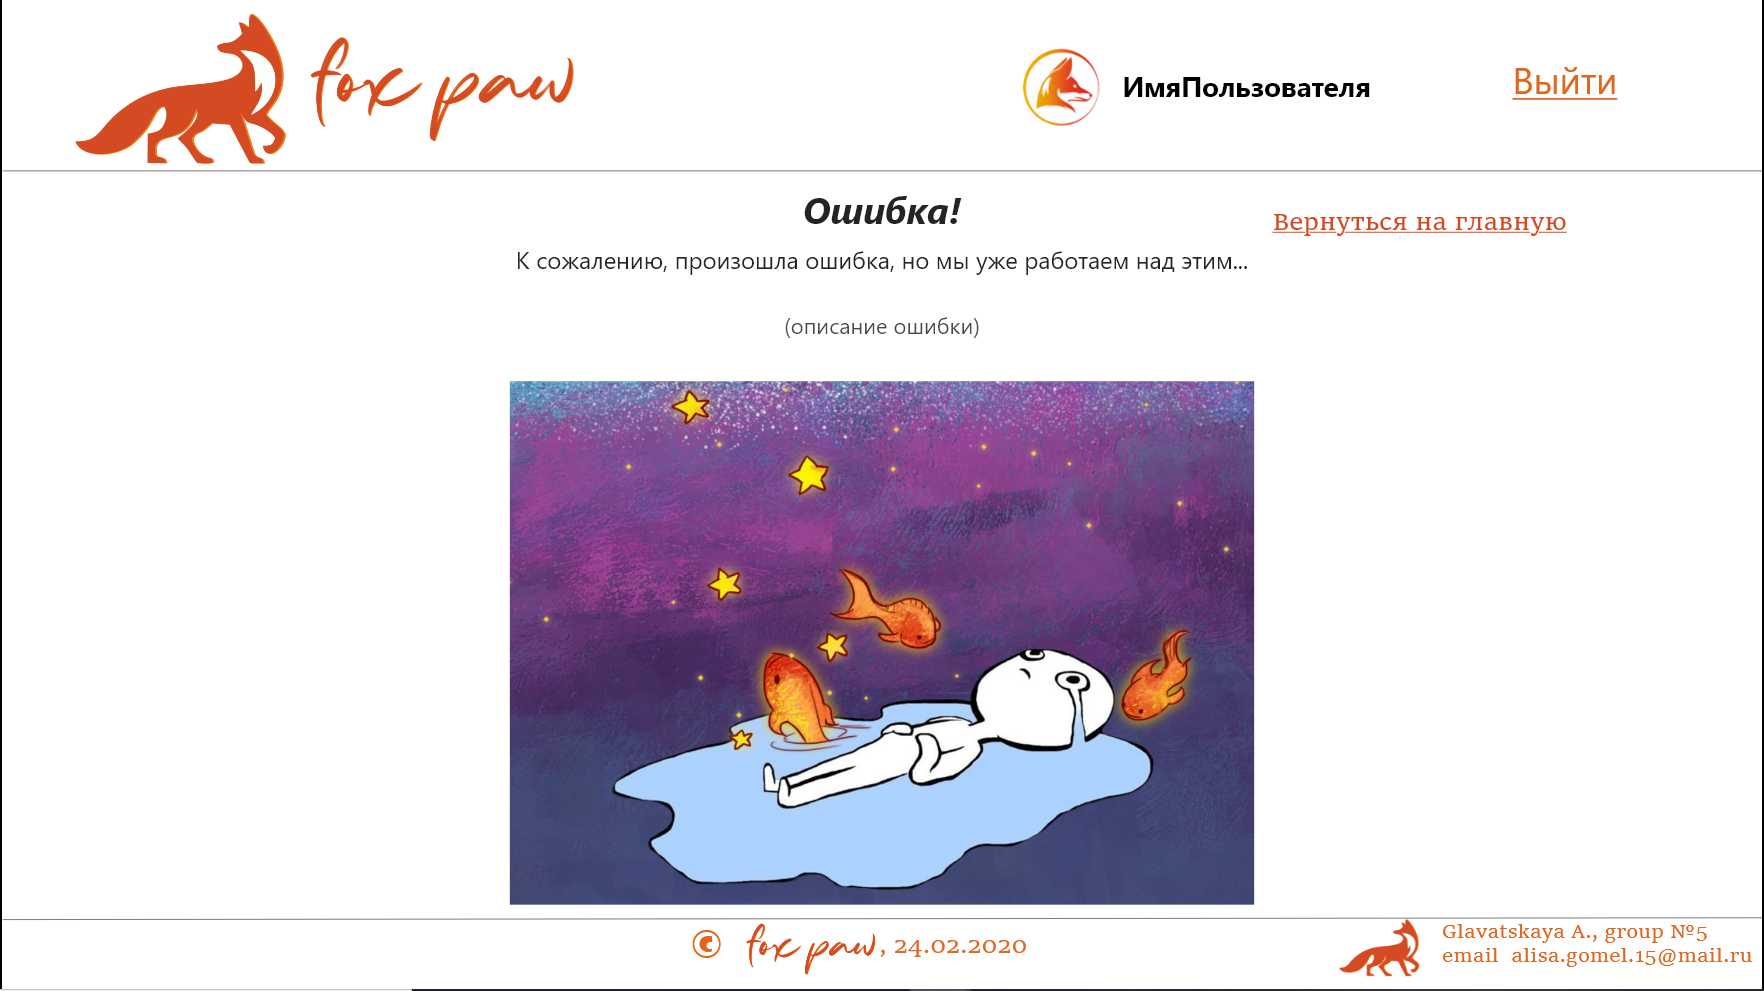 fox paw
ИмяПользователя
Выйти
Ошибка!
Вернуться на главную
К сожалению, произошла ошибка, но мы уже работаем над этим...
(описание ошибки)
© fox paw, 24.02.2020
Glavatskaya A., group №5
email alisa.gomel.15@mail.ru